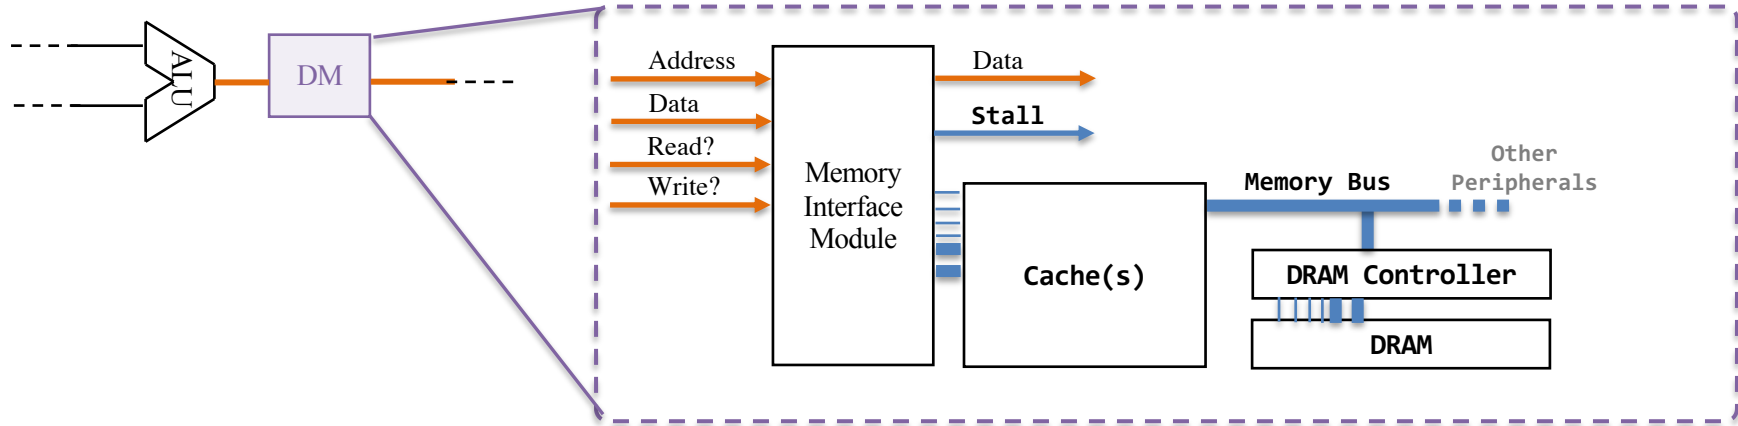 ALU
DM
Address
Data
Read?
Write?
Memory
Interface
Module
Data
Stall
Cache(s)
Memory Bus
Other
Peripherals
DRAM Controller
DRAM